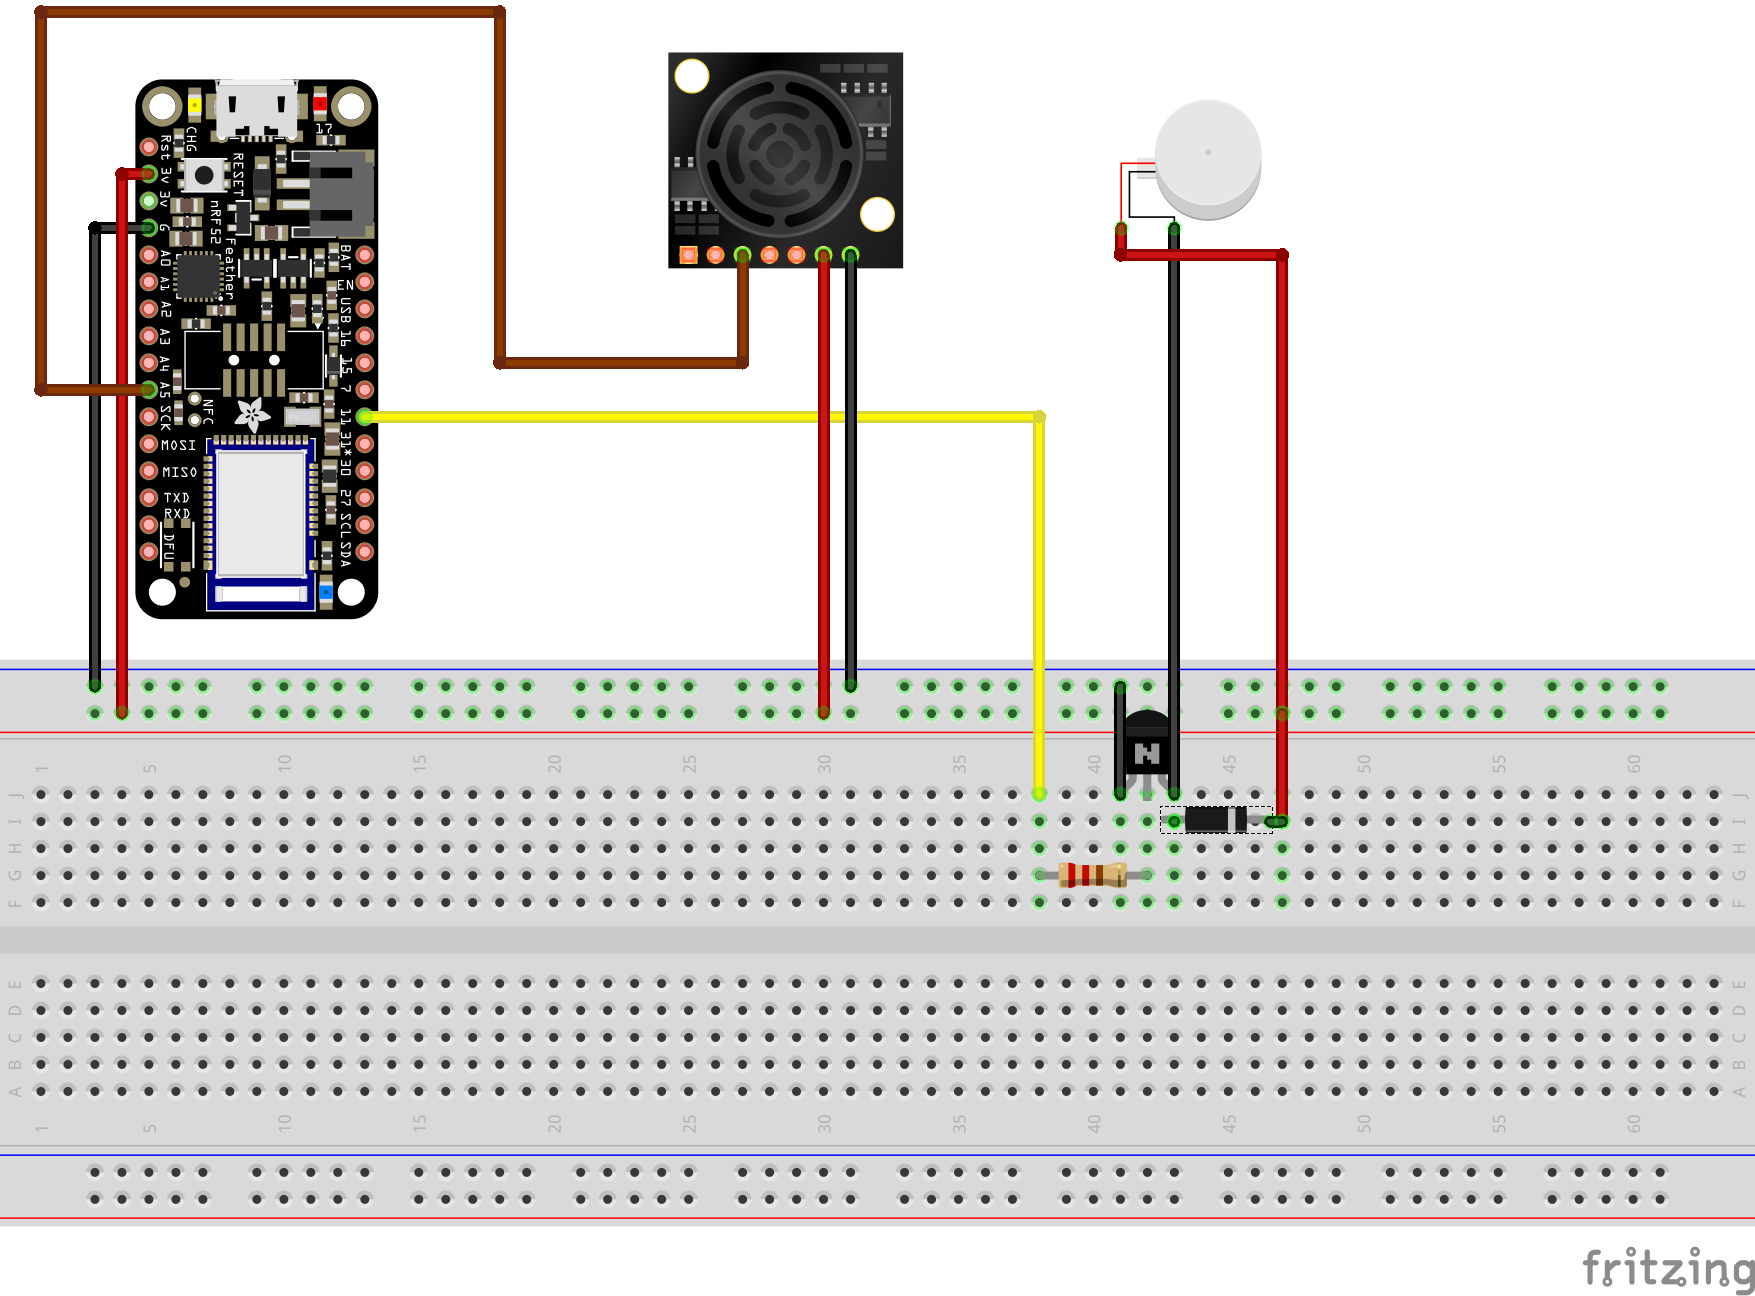 17
CHG
Rst
3v
3v
G
A0
A1
A2
A3
A4
A5
SCK
MOSI
MISO
TXD
RXD
DFU
RESET
nRF52
Feather
NFC
BAT
EN
USB
16
15
7
11
31*
30
27
SCL
SDA
N
1 5 10 15 20 25 30 35 40 45 50 55 60
J J
I I
H H
G G
F F
E E
D D
C C
B B
A A
1 5 10 15 20 25 30 35 40 45 50 55 60
fritzing